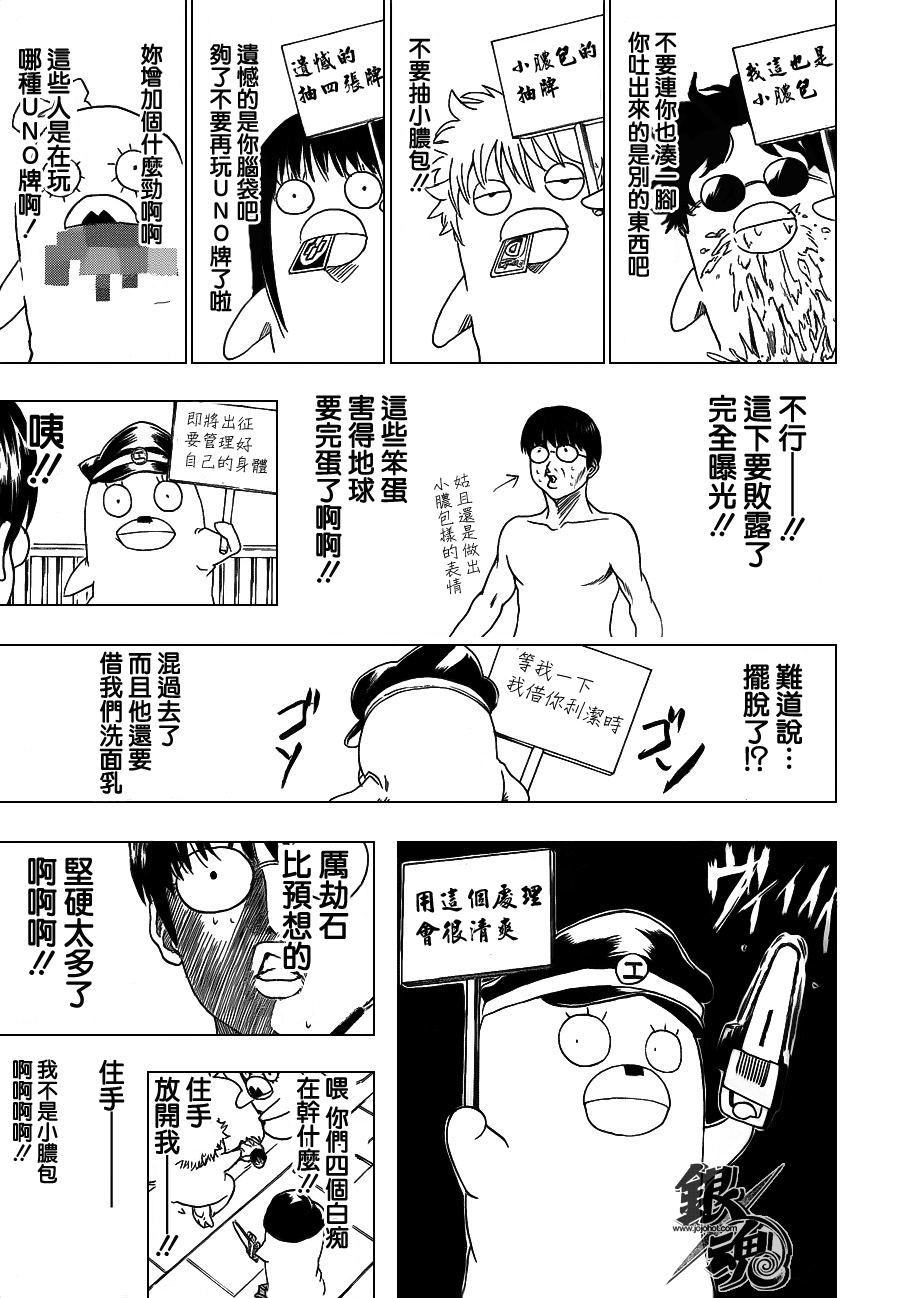 我這也是
小膿包
不要連你也湊一腳
你吐出來的是別的東西吧
小膿包的
抽牌
不要抽小膿包!!
遺憾的
抽四張牌
遺憾的是你腦袋吧
夠了不要再玩UNO牌了啦
妳增加個什麼勁啊啊
這些人是在玩
哪種UNO牌啊!
不行——!!
這下要敗露了
完全曝光!!
姑且還是做出
小膿包樣的表情
這些笨蛋
害得地球
要完蛋了啊啊!!
即將出征
要管理好
自己的身體
咦!!
難道說…
擺脫了!?
等我一下
我借你利潔時
ゴシ
ゴシ
混過去了
而且他還要
借我們洗面乳
用這個處理
會很清爽
工
銀魂
www.jojohot.com
厲劫石
比預想的
堅硬太多了
啊啊啊!!
喂 你們四個白痴
在幹什麼!!
住手
放開我——!!
住手——
我不是小膿包
啊啊啊啊!!